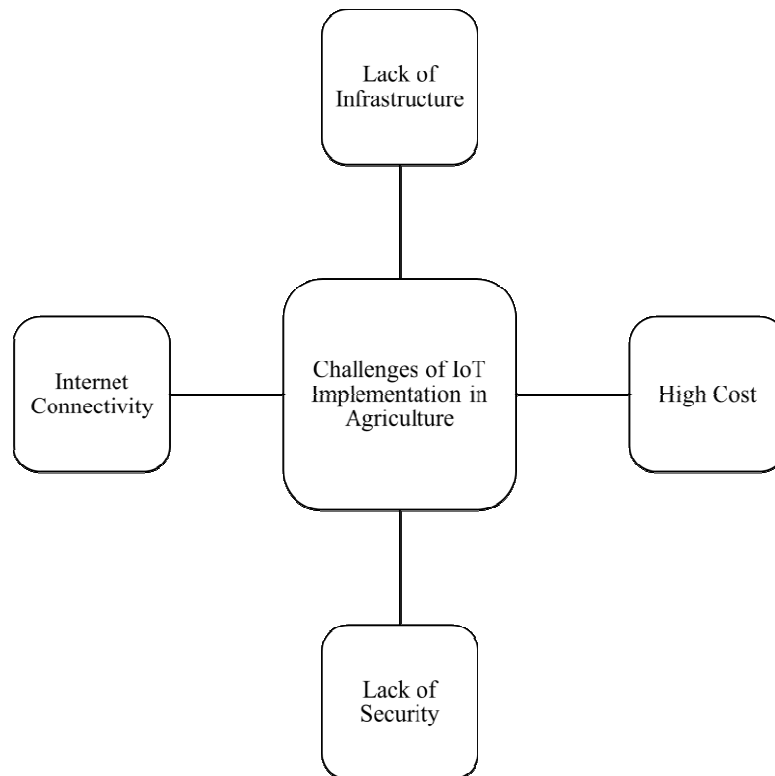 Lack of
Infrastructure
Internet
Connectivity
Challenges of IoT
Implementation in
Agriculture
High Cost
Lack of
Security